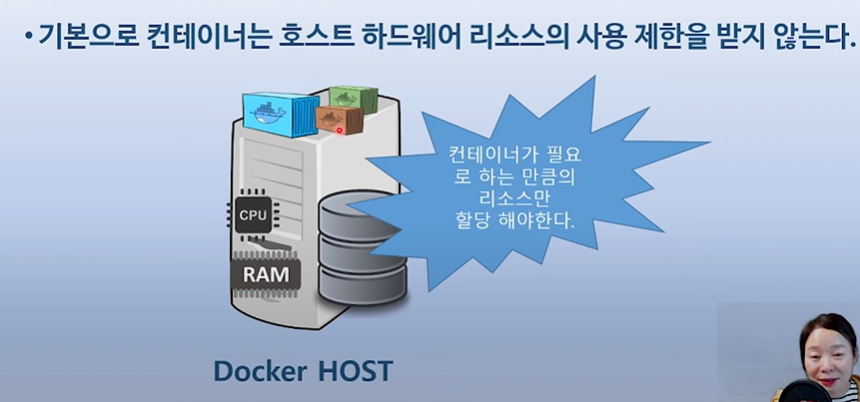 • 기본으로 컨테이너는 호스트 하드웨어 리소스의 사용 제한을 받지 않는다.
컨테이너가 필요
로 하는 만큼의
리소스만
할당 해야한다.
CPU
RAM
Docker HOST